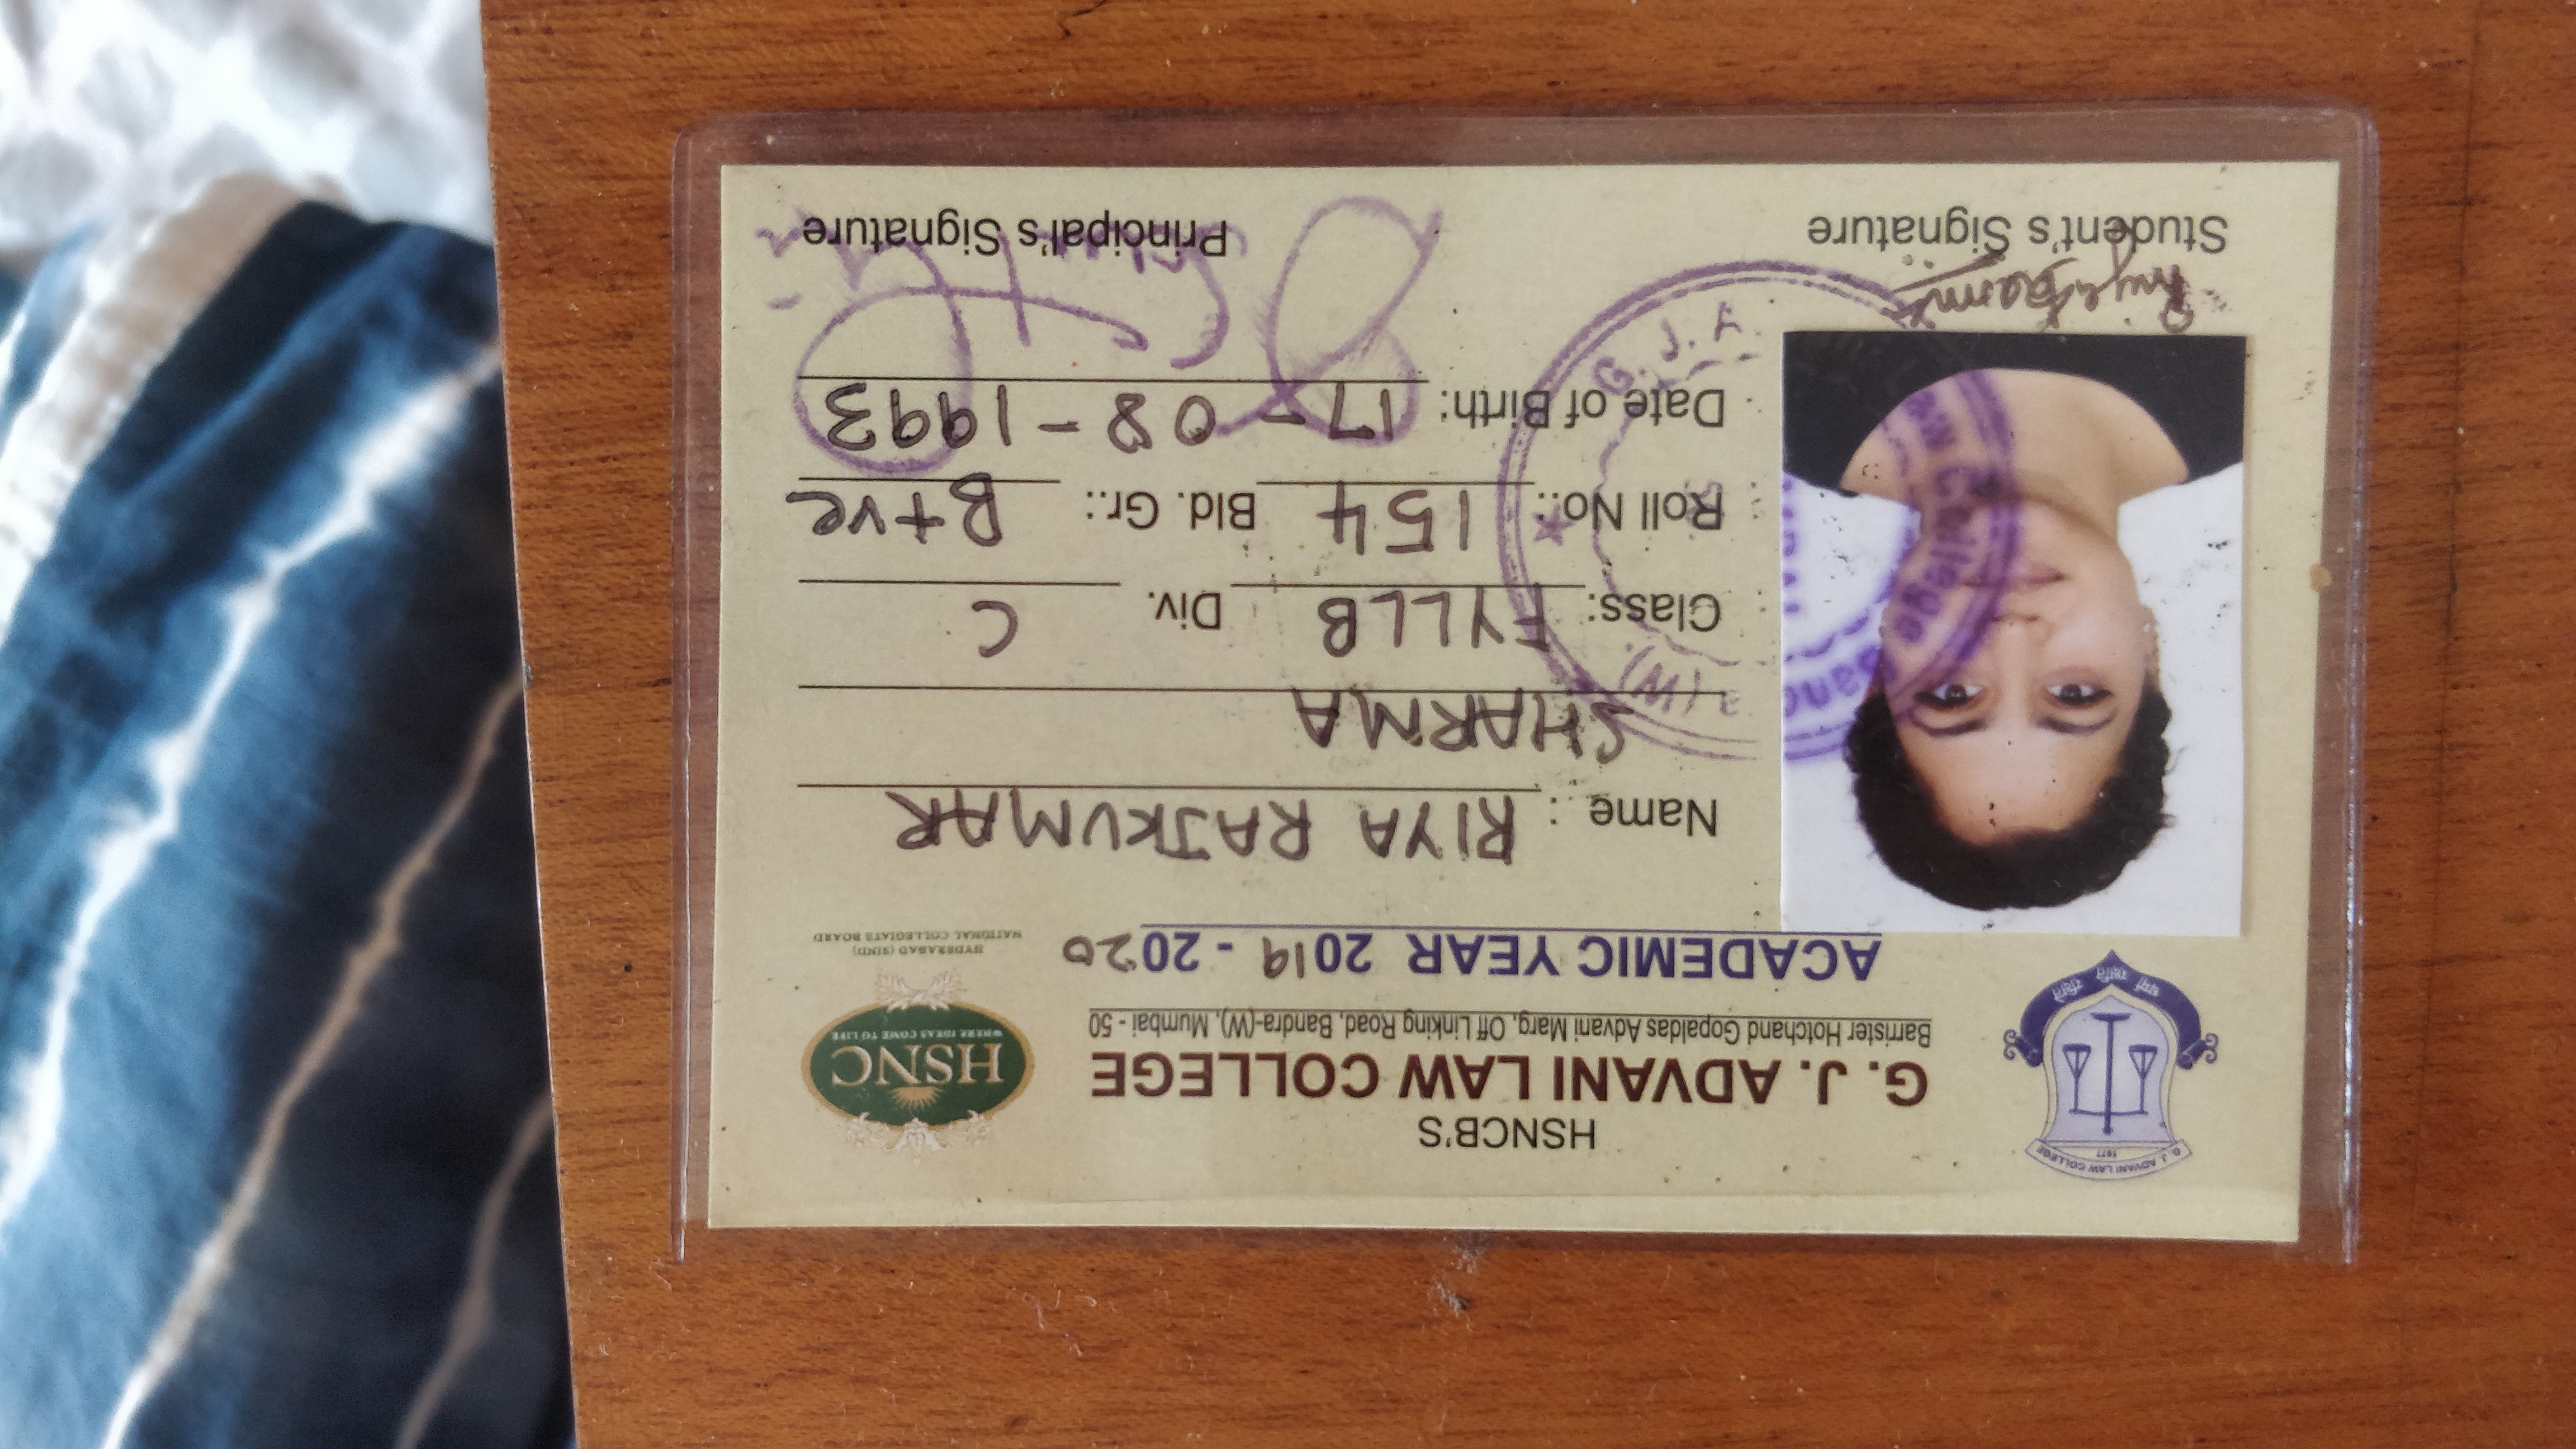 HSNCB'S
G. J. ADVANI LAW COLLEGE
Barrister Hotchand Gopaldas Advani Marg, Off Linking Road, Bandra-(W), Mumbai - 50
ACADEMIC YEAR 2019 - 2020
G. J. ADVANI LAW COLLEGE
1977
HSNC
WHERE IDEAS COME TO LIFE
HYDERABAD (SIND)
NATIONAL COLLEGIATE BOARD
Name : RIYA RAJKUMAR
SHARMA
Class: FYLLB Div. C
Roll No.: 154 Bld. Gr.: B+ve
Date of Birth: 17-08-1993
Student's Signature
Principal's Signature
G. J. A
Law College
(W)